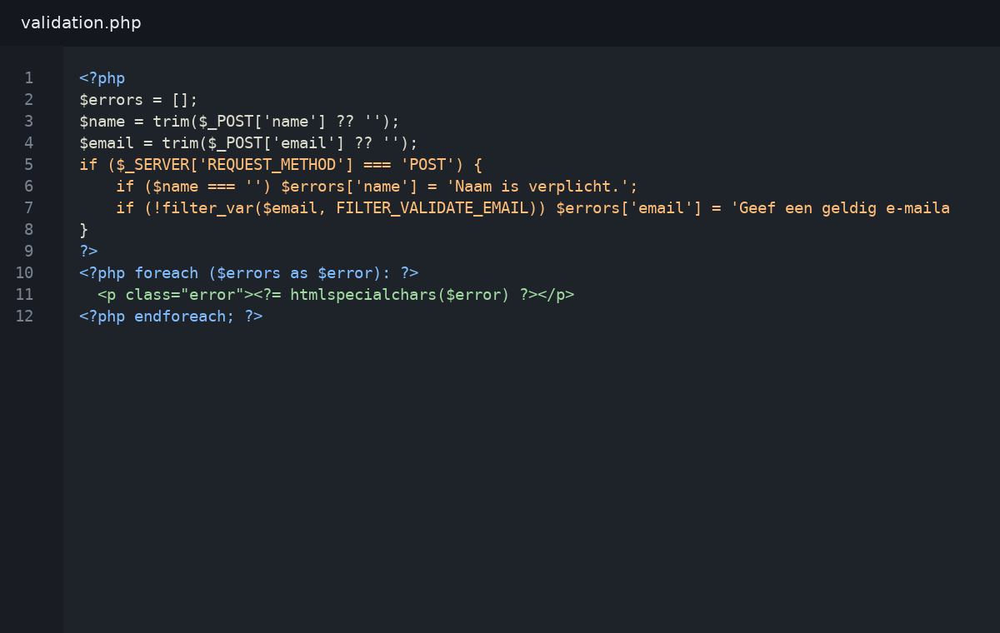 validation.php
1 <?php
2 $errors = [];
3 $name = trim($_POST['name'] ?? '');
4 $email = trim($_POST['email'] ?? '');
5 if ($_SERVER['REQUEST_METHOD'] === 'POST') {
6     if ($name === '') $errors['name'] = 'Naam is verplicht.';
7     if (!filter_var($email, FILTER_VALIDATE_EMAIL)) $errors['email'] = 'Geef een geldig e-maila
8 }
9 ?>
10 <?php foreach ($errors as $error): ?>
11   <p class="error"><?= htmlspecialchars($error) ?></p>
12 <?php endforeach; ?>